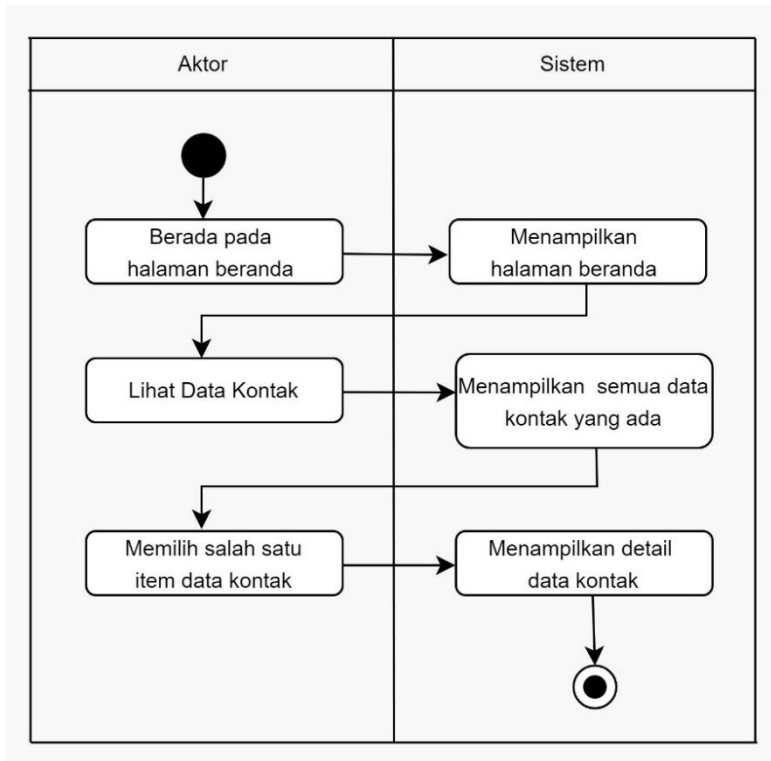 Aktor
Sistem
Berada pada
halaman beranda
Menampilkan
halaman beranda
Lihat Data Kontak
Menampilkan semua data
kontak yang ada
Memilih salah satu
item data kontak
Menampilkan detail
data kontak